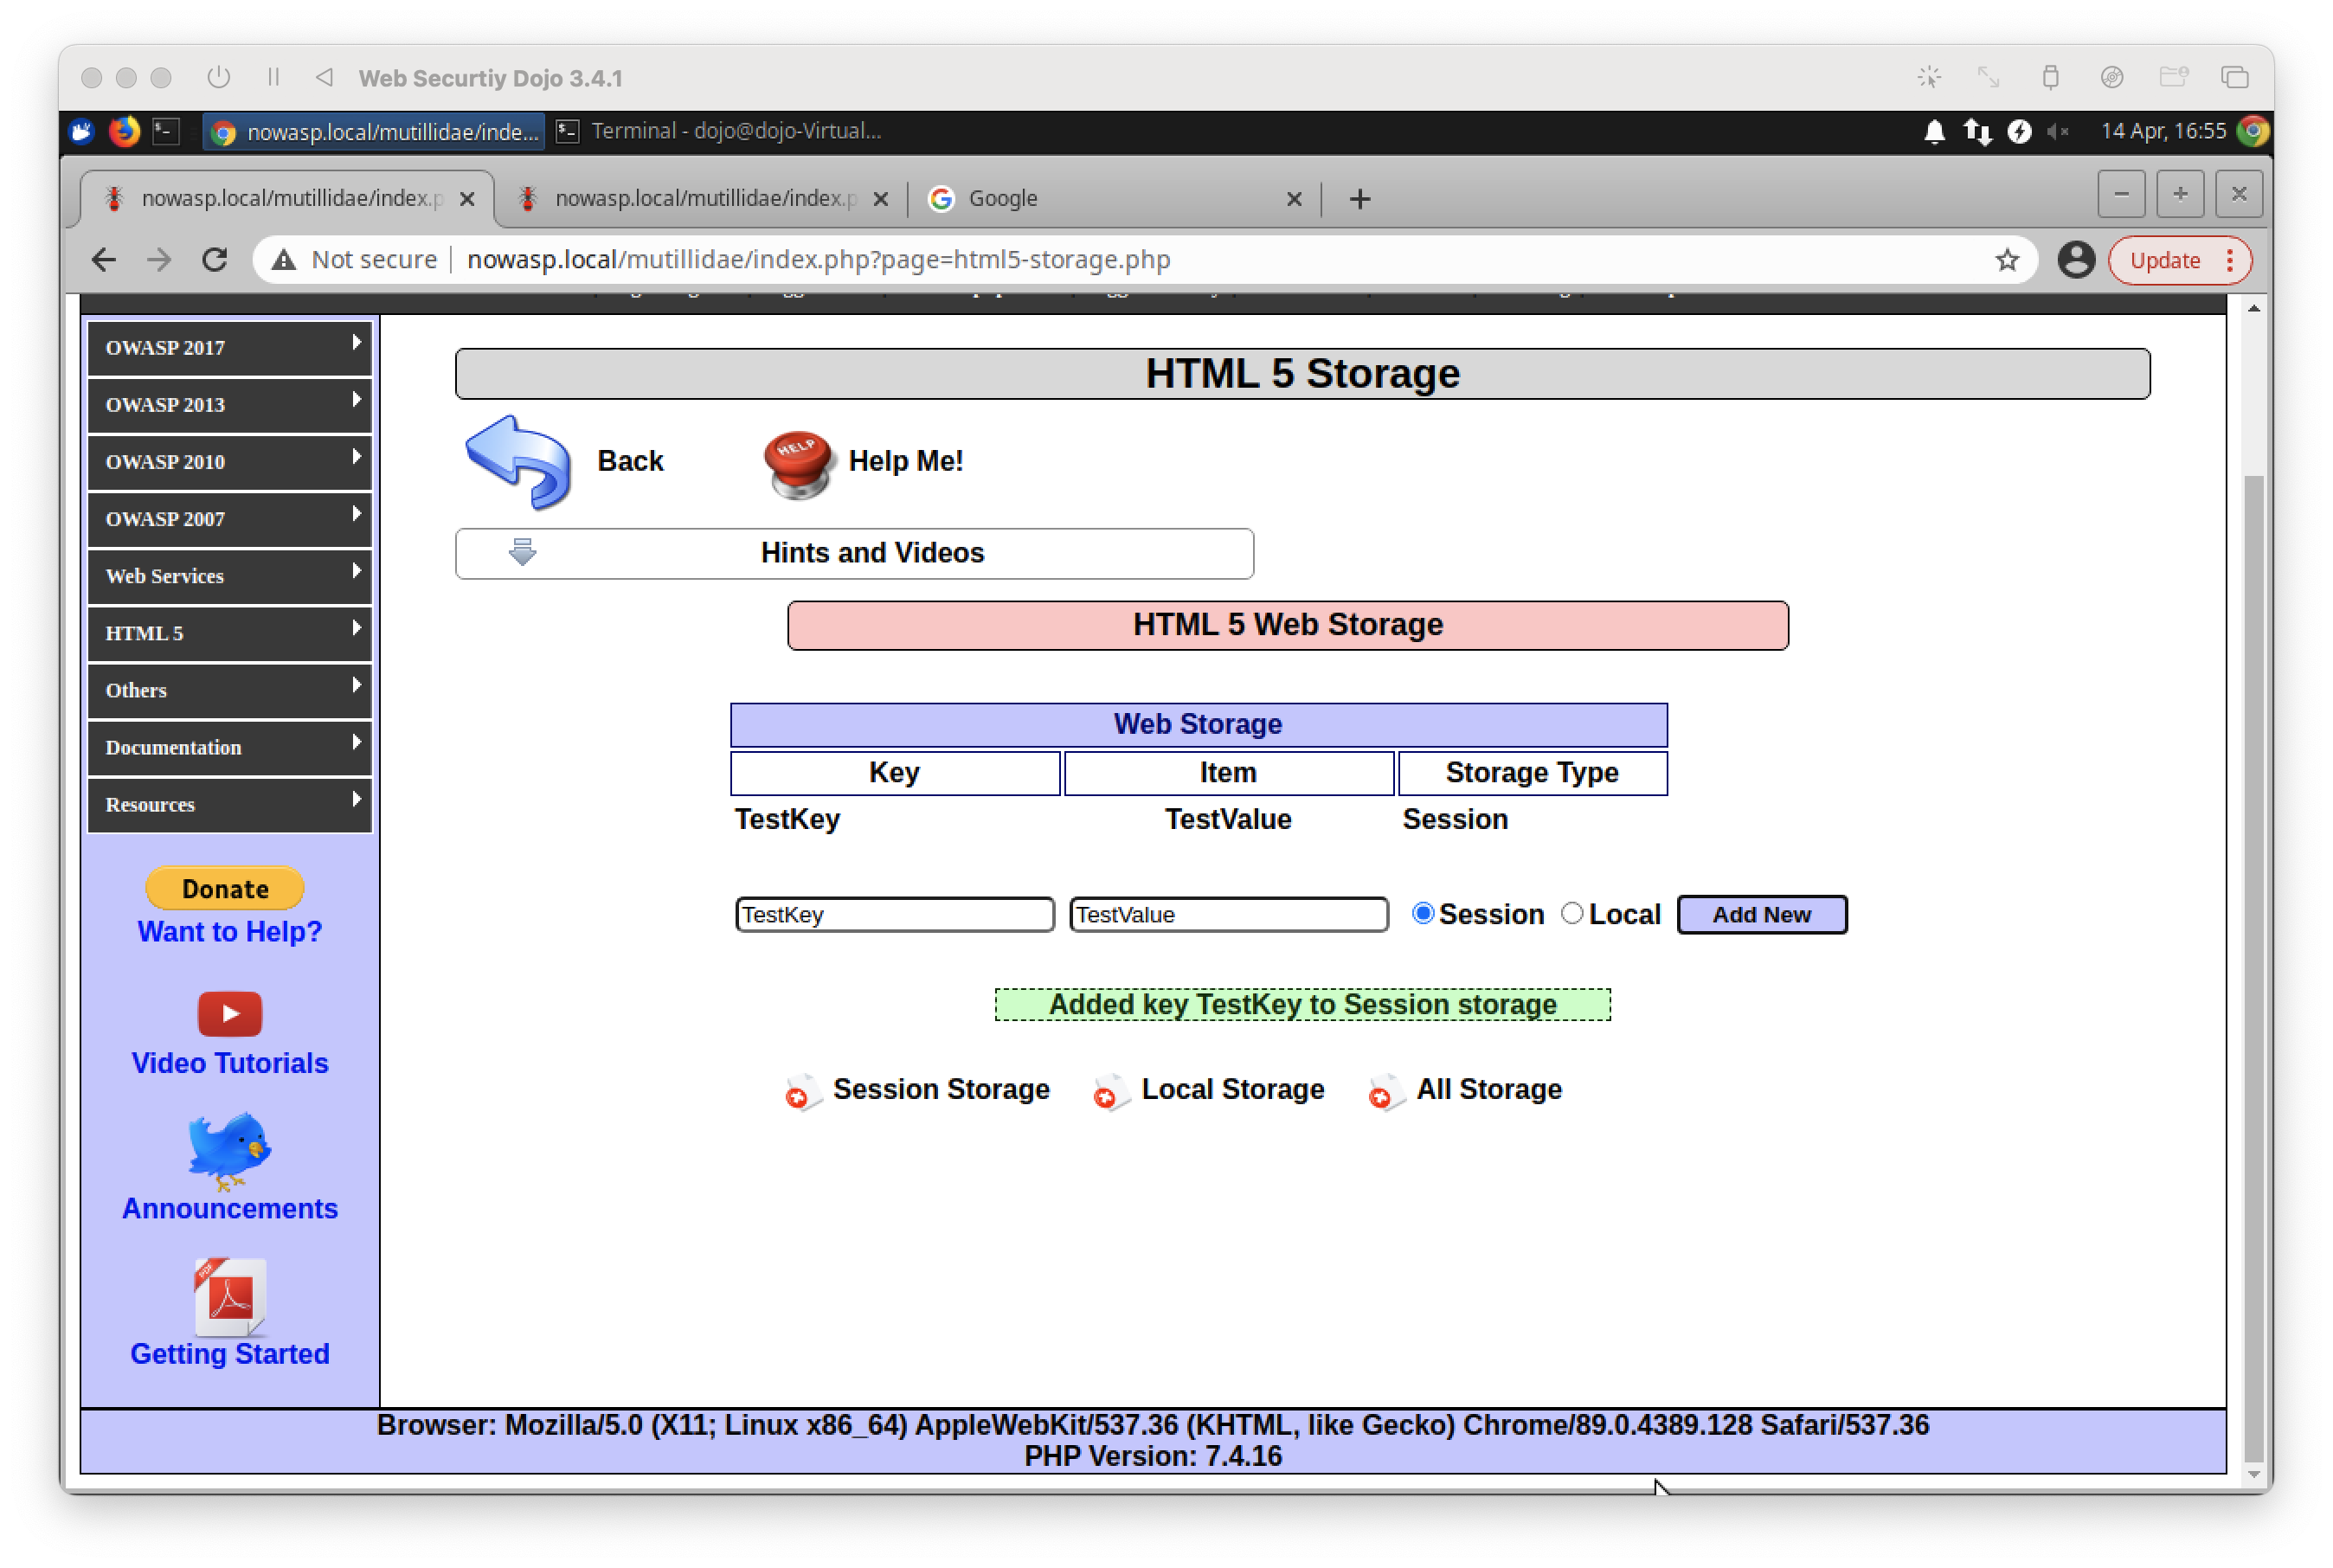 Web Securtiy Dojo 3.4.1
nowasp.local/mutillidae/inde...
Terminal - dojo@dojo-Virtual...
14 Apr, 16:55
nowasp.local/mutillidae/index.p
nowasp.local/mutillidae/index.p
Google
Not secure
nowasp.local/mutillidae/index.php?page=html5-storage.php
Update
OWASP 2017
OWASP 2013
OWASP 2010
OWASP 2007
Web Services
HTML 5
Others
Documentation
Resources
Donate
Want to Help?
Video Tutorials
Announcements
PDF
Getting Started
HTML 5 Storage
Back
HELP
Help Me!
Hints and Videos
HTML 5 Web Storage
Web Storage
Key Item Storage Type
TestKey TestValue Session
TestKey TestValue Session Local Add New
Added key TestKey to Session storage
Session Storage Local Storage All Storage
Browser: Mozilla/5.0 (X11; Linux x86_64) AppleWebKit/537.36 (KHTML, like Gecko) Chrome/89.0.4389.128 Safari/537.36
PHP Version: 7.4.16